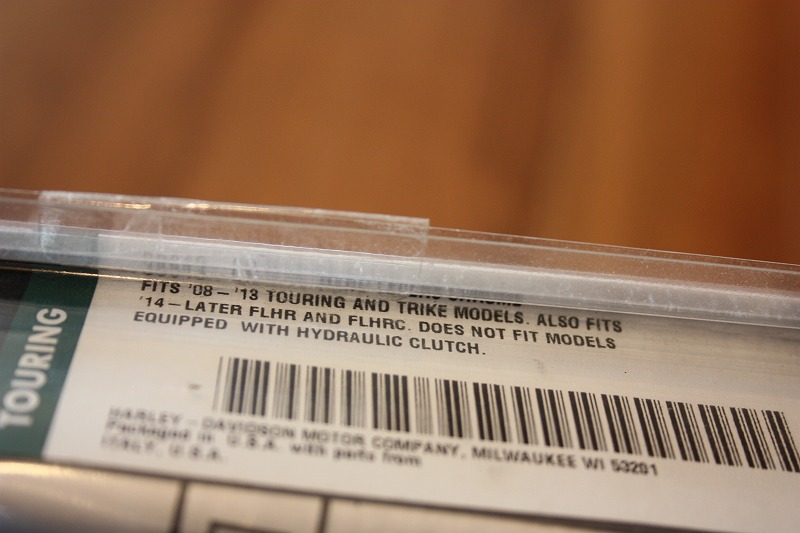 FITS '08 – '13 TOURING AND TRIKE MODELS. ALSO FITS
'14 – LATER FLHR AND FLHRC. DOES NOT FIT MODELS
EQUIPPED WITH HYDRAULIC CLUTCH.
TOURING
HARLEY – DAVIDSON MOTOR COMPANY, MILWAUKEE WI 53201
Packaged in U.S.A. with parts from
ITALY, U.S.A.